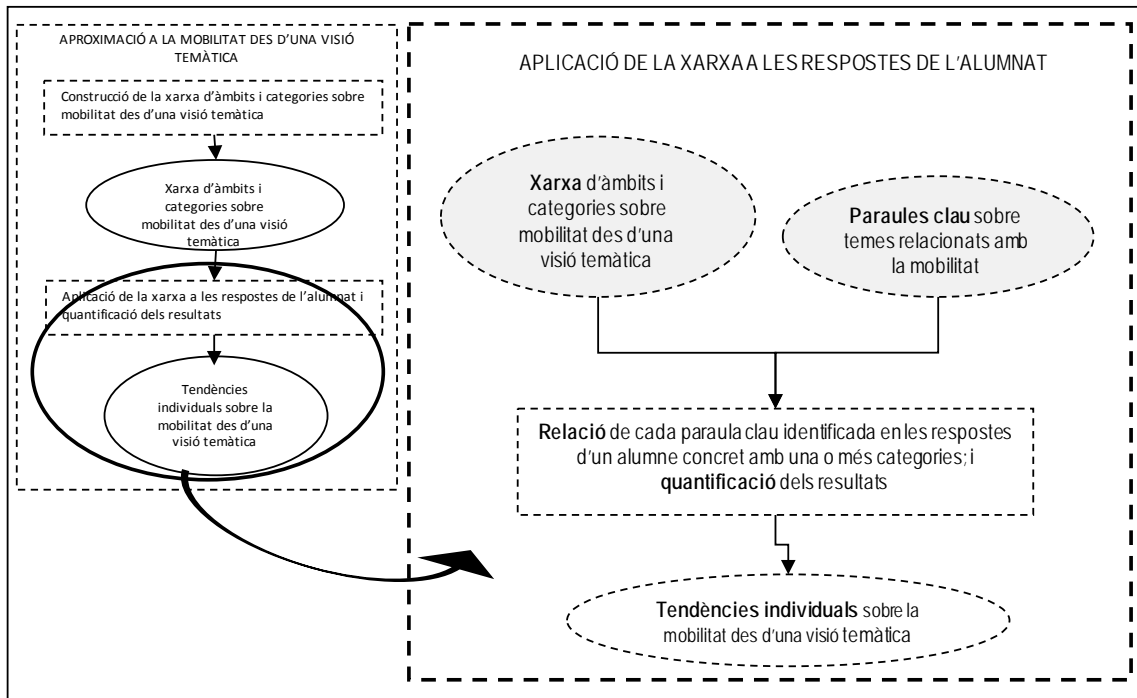 APROXIMACIÓ A LA MOBILITAT DES D'UNA VISIÓ
TEMÀTICA
Construcció de la xarxa d'àmbits i categories sobre
mobilitat des d'una visió temàtica
Xarxa d'àmbits i
categories sobre
mobilitat des d'una visió
temàtica
Aplicació de la xarxa a les respostes de l'alumnat i
quantificació dels resultats
Tendències
individuals sobre la
mobilitat des d'una
visió temàtica
APLICACIÓ DE LA XARXA A LES RESPOSTES DE L'ALUMNAT
Xarxa d'àmbits i
categories sobre
mobilitat des d'una
visió temàtica
Paraules clau sobre
temes relacionats amb
la mobilitat
Relació de cada paraula clau identificada en les respostes
d'un alumne concret amb una o més categories; i
quantificació dels resultats
Tendències individuals sobre la
mobilitat des d'una visió temàtica